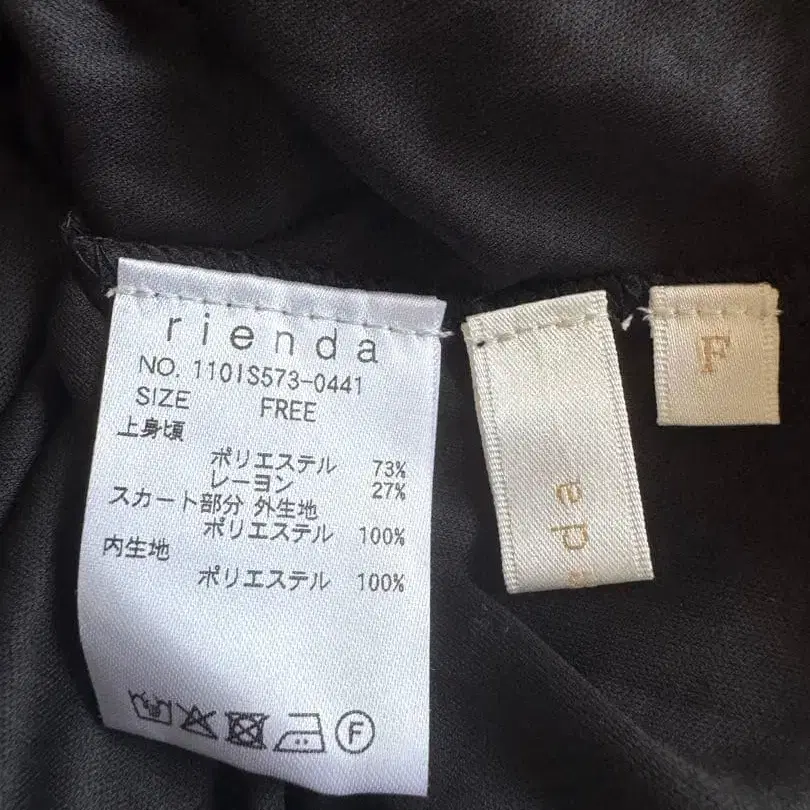 rienda
NO. 110IS573-0441
SIZE FREE
上身頃
ポリエステル 73%
レーヨン 27%
スカート部分 外生地
ポリエステル 100%
内生地
ポリエステル 100%
F
F